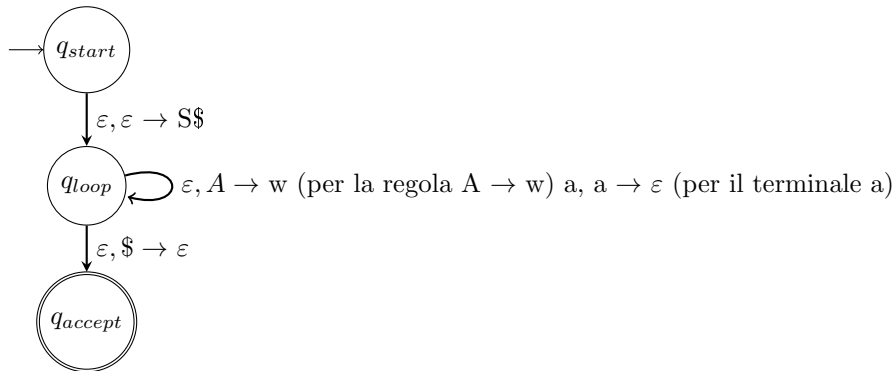 q_start
ε, ε → S$
q_loop
ε, A → w (per la regola A → w) a, a → ε (per il terminale a)
ε, $ → ε
q_accept